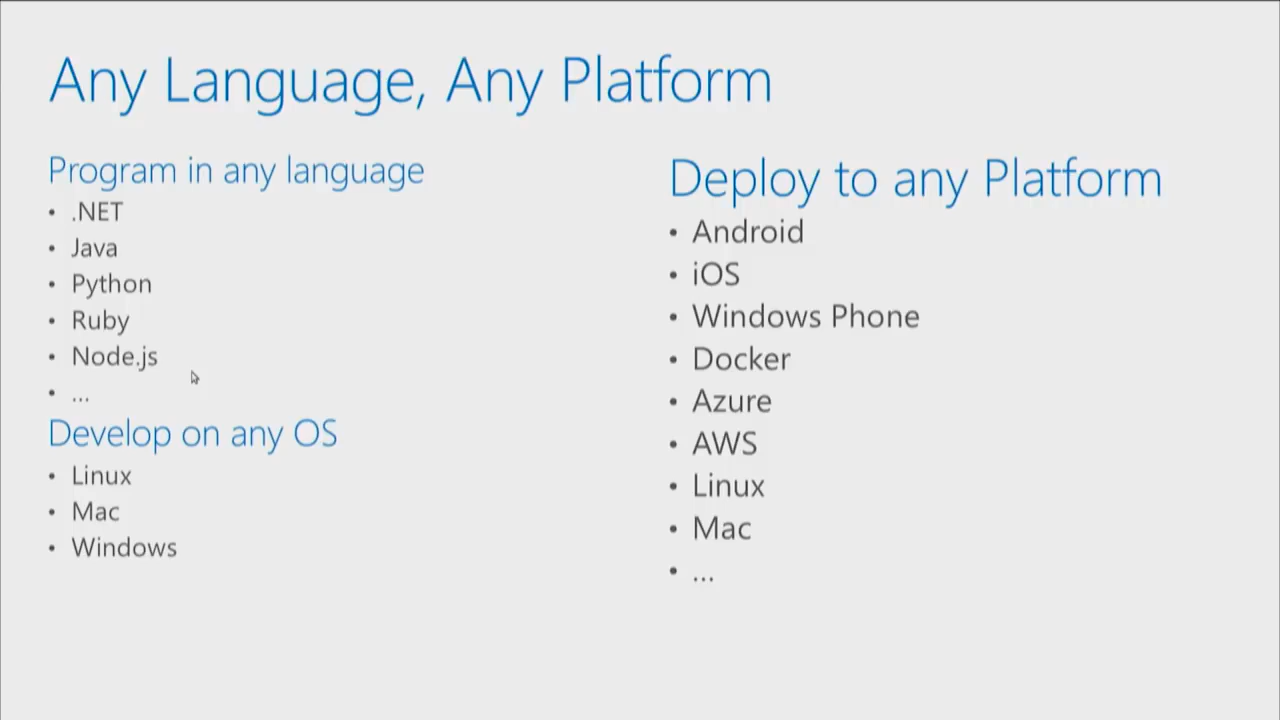 Any Language, Any Platform
Program in any language
• .NET
• Java
• Python
• Ruby
• Node.js
• ...
Develop on any OS
• Linux
• Mac
• Windows
Deploy to any Platform
• Android
• iOS
• Windows Phone
• Docker
• Azure
• AWS
• Linux
• Mac
• ...